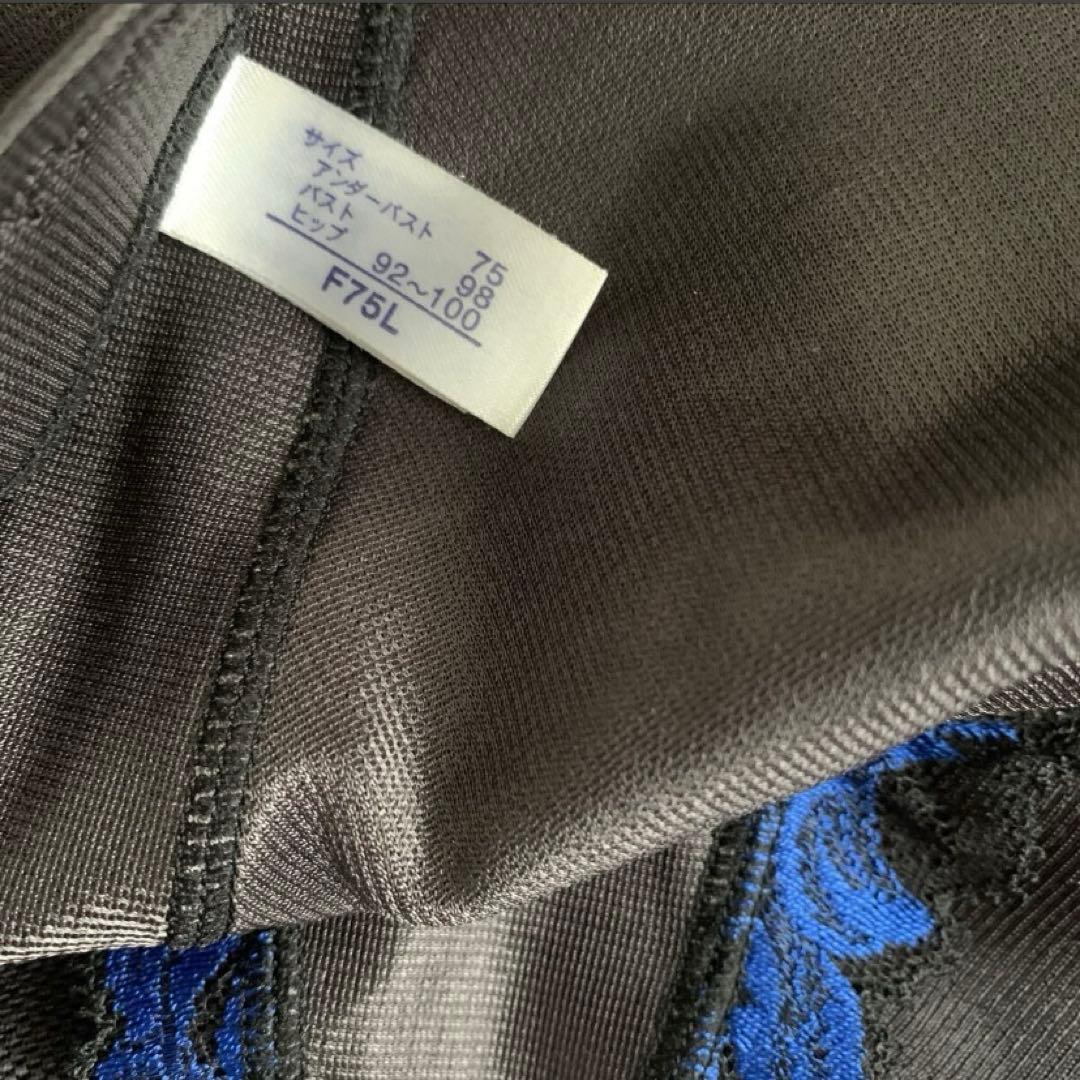 サイズ
アンダーバスト 75
バスト 98
ヒップ 92～100
F75L